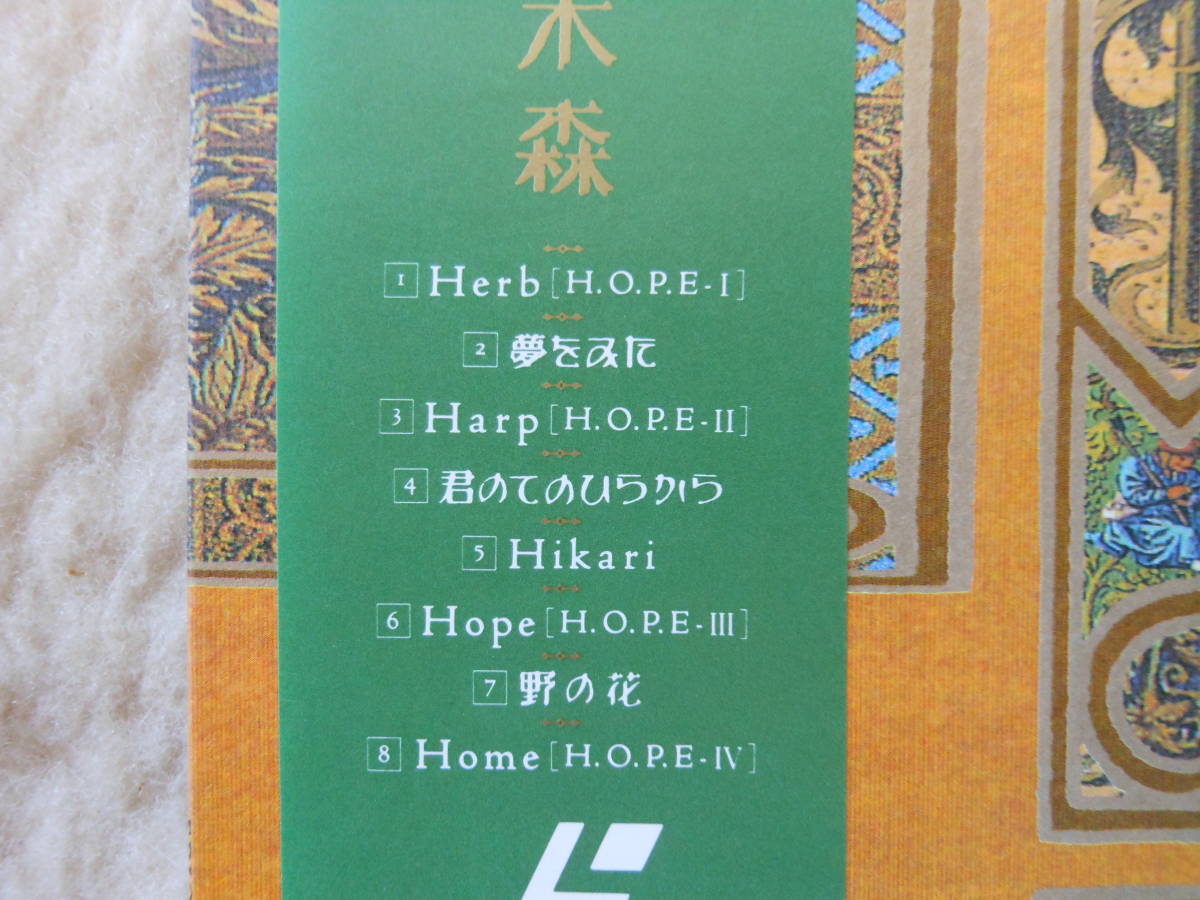 木
森
1 Herb [H.O.P.E-I]
2 夢をみた
3 Harp [H.O.P.E-II]
4 君のてのひらから
5 Hikari
6 Hope [H.O.P.E-III]
7 野の花
8 Home [H.O.P.E-IV]